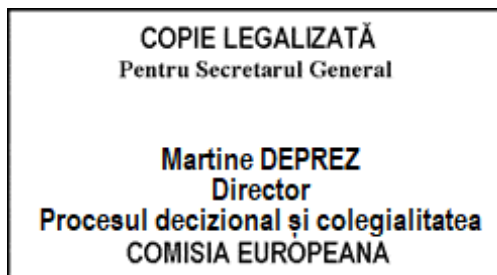 COPIE LEGALIZATĂ
Pentru Secretarul General
Martine DEPREZ
Director
Procesul decizional și colegialitatea
COMISIA EUROPEANA